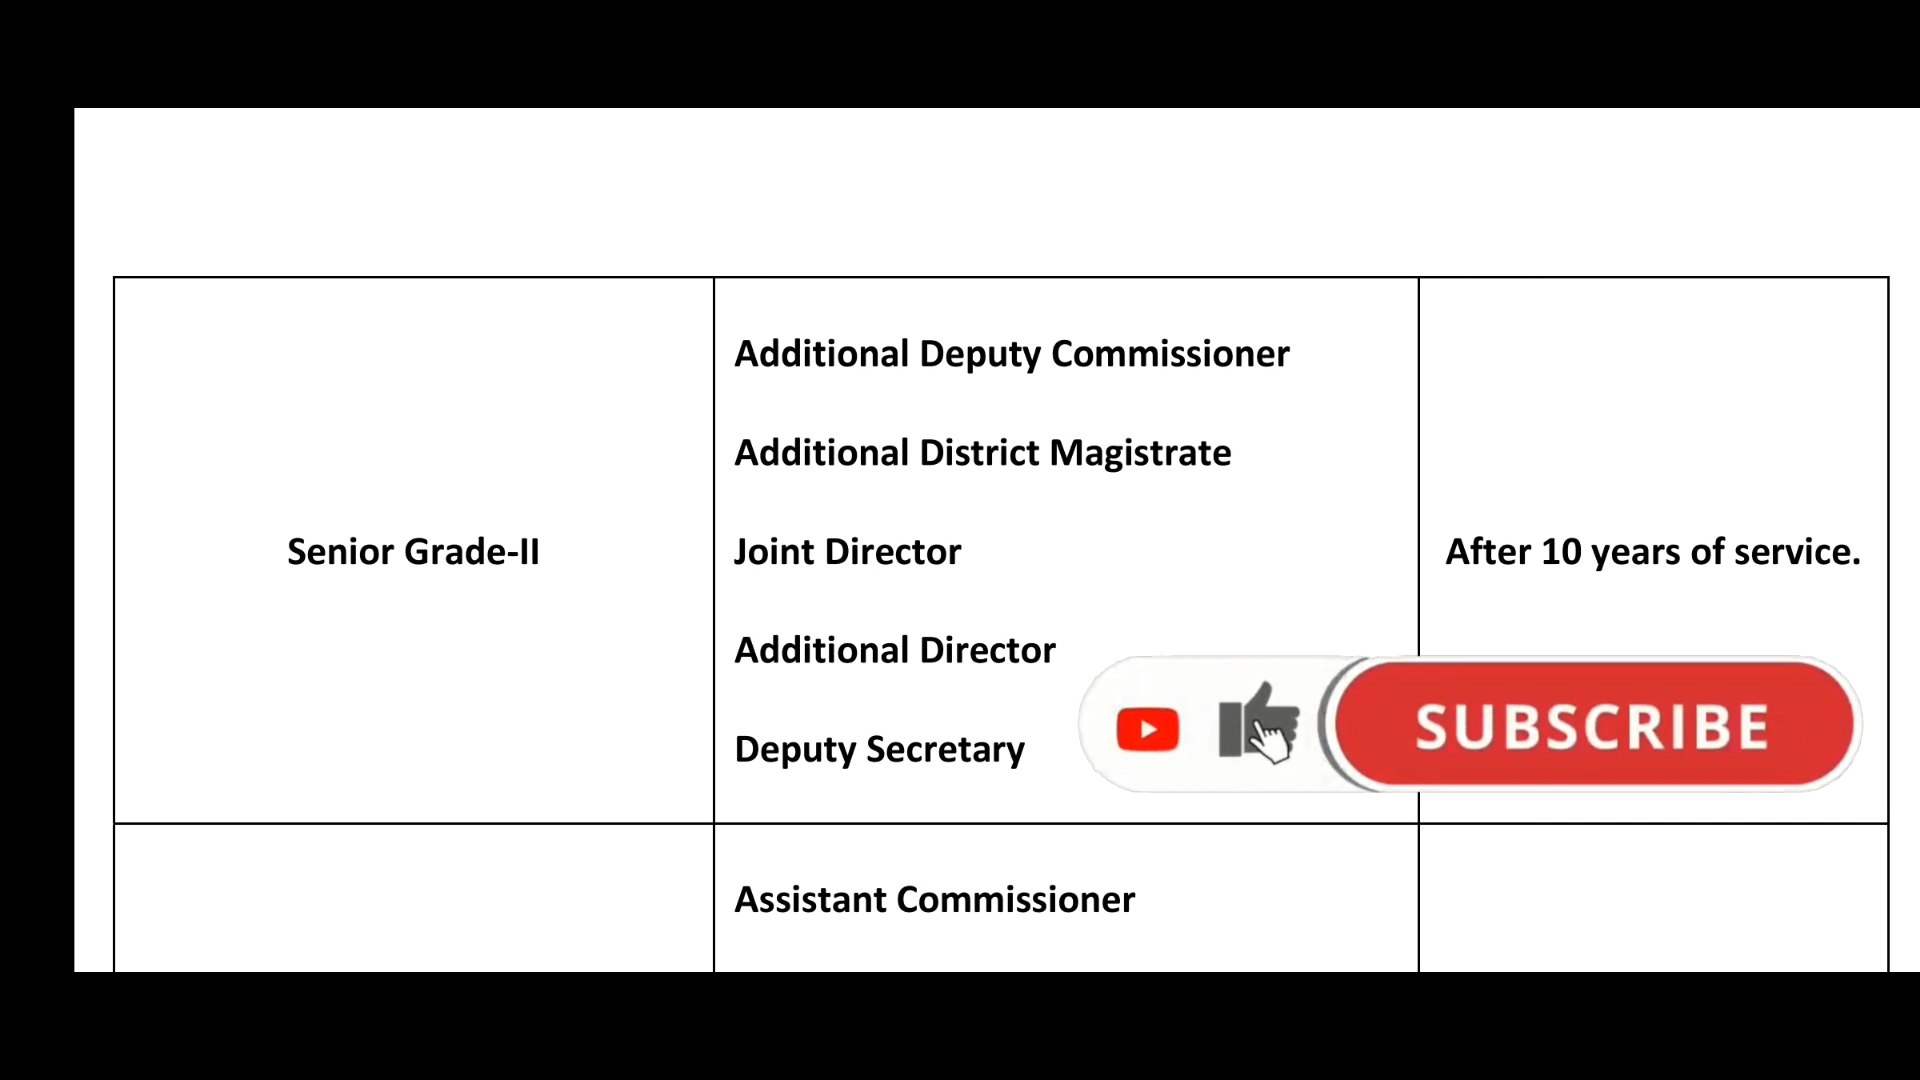 Additional Deputy Commissioner
Additional District Magistrate
Senior Grade-II
Joint Director
After 10 years of service.
Additional Director
Deputy Secretary
SUBSCRIBE
Assistant Commissioner